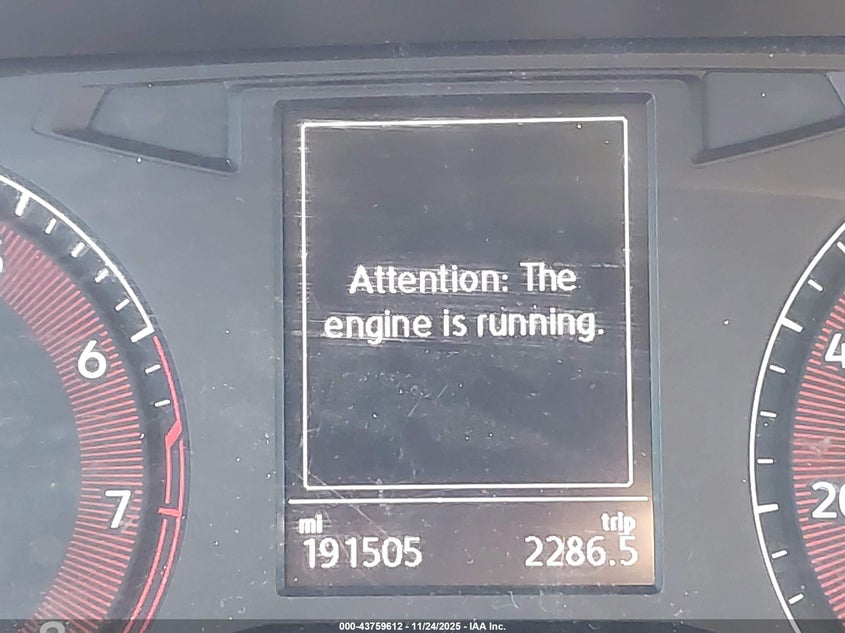 Attention: The
engine is running.
6
7
mi
trip
191505
2286.5
000-43759612 - 11/24/2025 - IAA Inc.